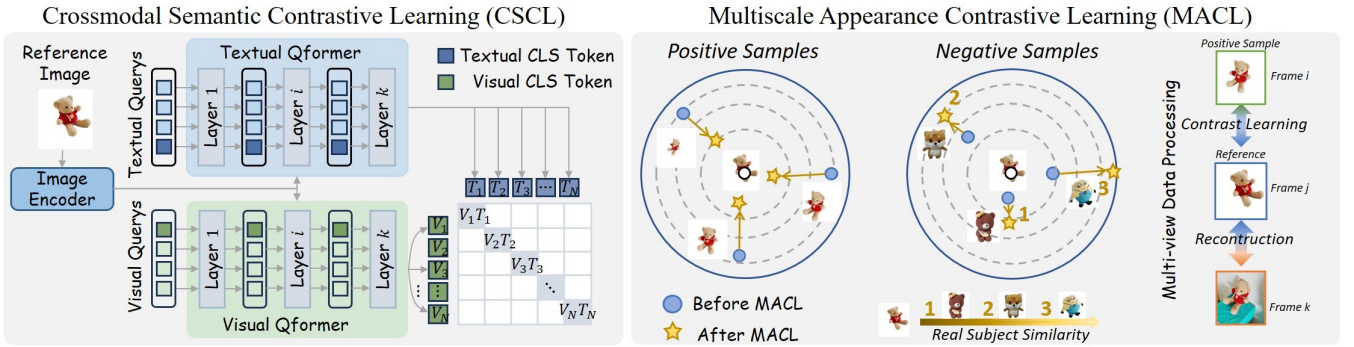 Crossmodal Semantic Contrastive Learning (CSCL)
Reference
Image
Image
Encoder
Textual Querys
Textual Qformer
Layer 1
Layer i
Layer k
Textual CLS Token
Visual CLS Token
Visual Querys
Layer 1
Layer i
Layer k
Visual Qformer
T1 T2 T3 ... TN
V1
V2
V3
⋮ ⋮
VN
V1T1
V2T2
V3T3
⋱
VNTN
Multiscale Appearance Contrastive Learning (MACL)
Positive Samples
Negative Samples
2
3
1
Before MACL
After MACL
1 2 3
Real Subject Similarity
Multi-view Data Processing
Positive Sample
Frame i
Contrast Learning
Reference
Frame j
Recontruction
Frame k